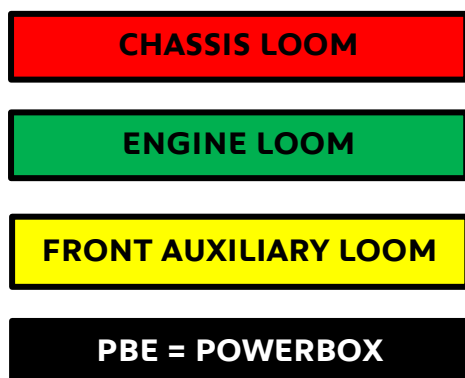 CHASSIS LOOM
ENGINE LOOM
FRONT AUXILIARY LOOM
PBE = POWERBOX